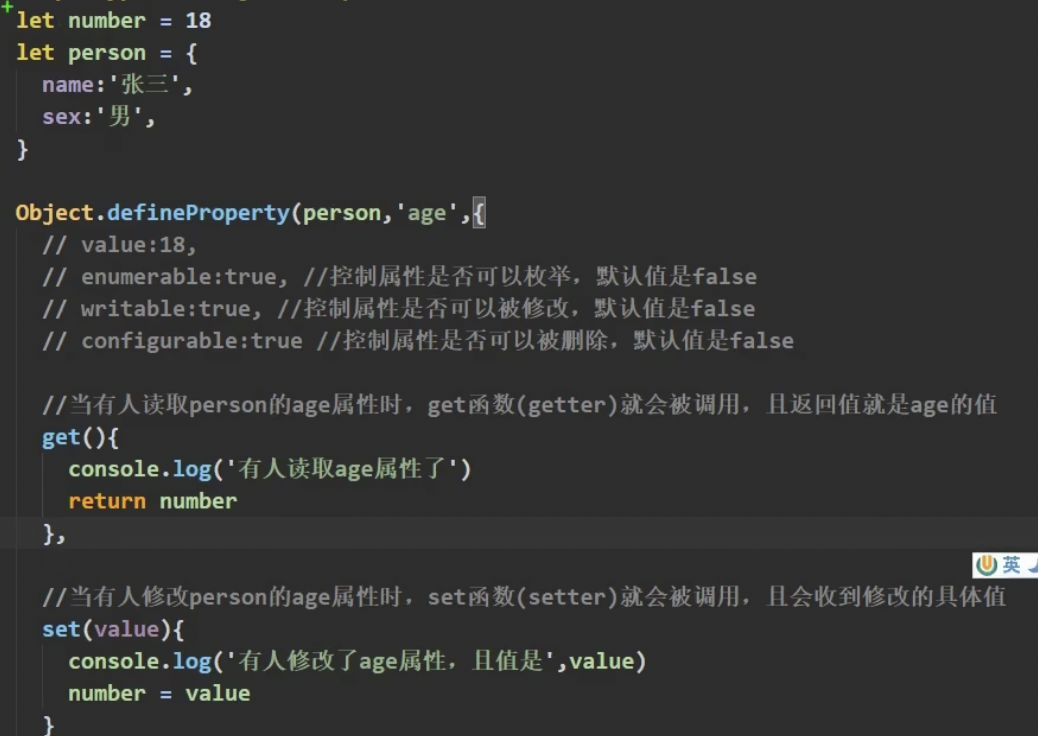 let number = 18
let person = {
  name:'张三',
  sex:'男',
}
Object.defineProperty(person,'age',{
  // value:18,
  // enumerable:true, //控制属性是否可以枚举，默认值是false
  // writable:true, //控制属性是否可以被修改，默认值是false
  // configurable:true //控制属性是否可以被删除，默认值是false
  //当有人读取person的age属性时，get函数(getter)就会被调用，且返回值就是age的值
  get(){
    console.log('有人读取age属性了')
    return number
  },
英
  //当有人修改person的age属性时，set函数(setter)就会被调用，且会收到修改的具体值
  set(value){
    console.log('有人修改了age属性，且值是',value)
    number = value
  }